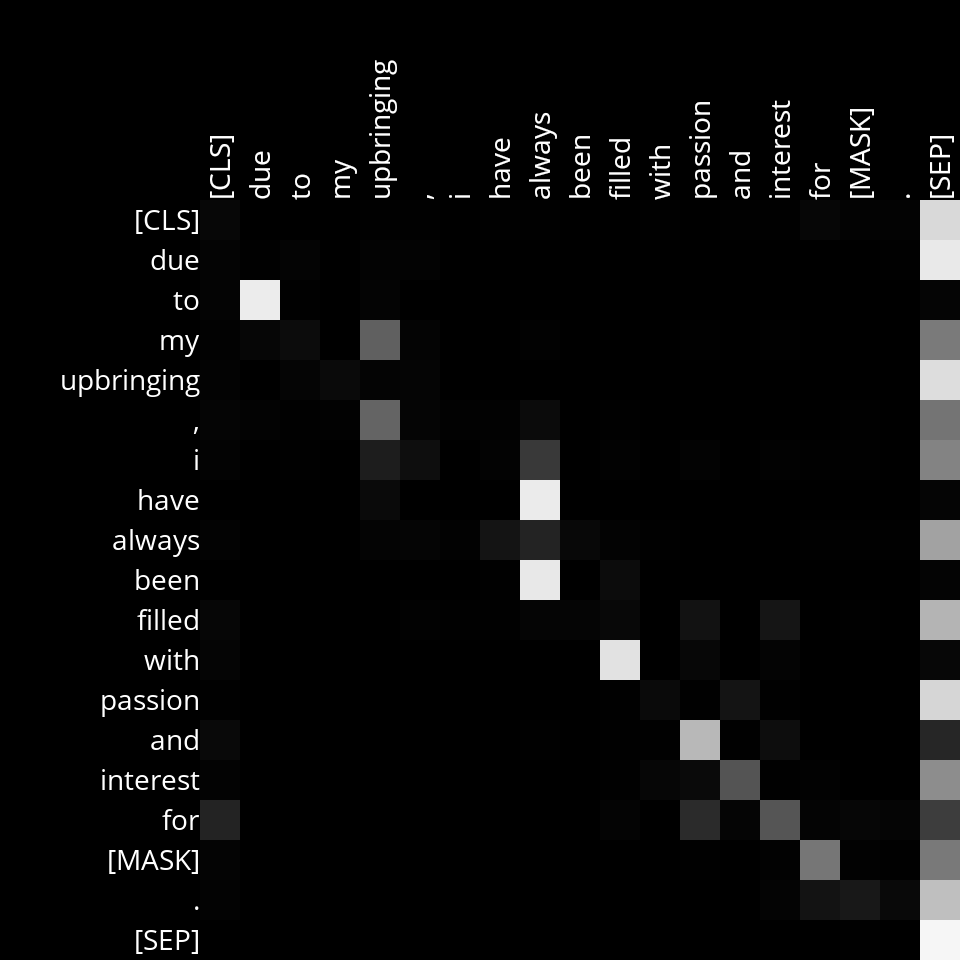 [CLS] due to my upbringing , i have always been filled with passion and interest for [MASK] . [SEP]
[CLS]
due
to
my
upbringing
,
i
have
always
been
filled
with
passion
and
interest
for
[MASK]
.
[SEP]